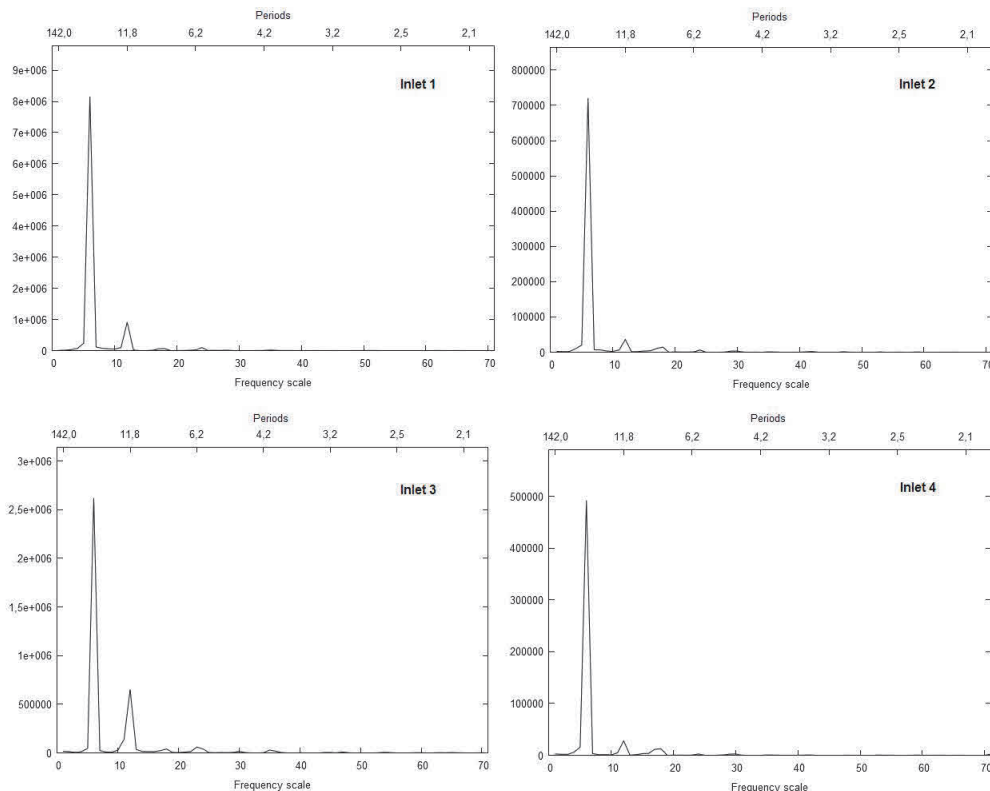 Periods
142,0 11,8 6,2 4,2 3,2 2,5 2,1
Inlet 1
9e+006
8e+006
7e+006
6e+006
5e+006
4e+006
3e+006
2e+006
1e+006
0
0 10 20 30 40 50 60 70
Frequency scale
Periods
142,0 11,8 6,2 4,2 3,2 2,5 2,1
Inlet 2
800000
700000
600000
500000
400000
300000
200000
100000
0
0 10 20 30 40 50 60 70
Frequency scale
Periods
142,0 11,8 6,2 4,2 3,2 2,5 2,1
Inlet 3
3e+006
2,5e+006
2e+006
1,5e+006
1e+006
500000
0
0 10 20 30 40 50 60 70
Frequency scale
Periods
142,0 11,8 6,2 4,2 3,2 2,5 2,1
Inlet 4
500000
400000
300000
200000
100000
0
0 10 20 30 40 50 60 70
Frequency scale